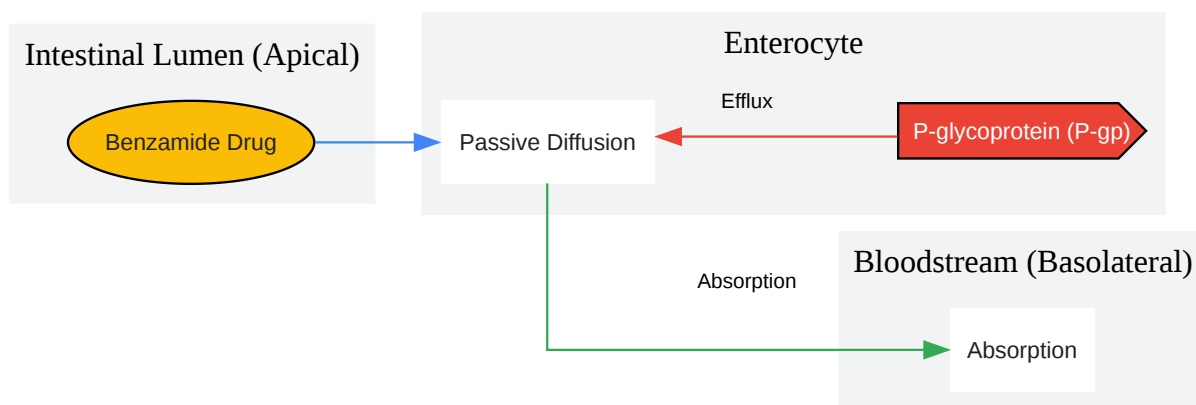 Intestinal Lumen (Apical)
Benzamide Drug
Enterocyte
Efflux
Passive Diffusion
P-glycoprotein (P-gp)
Absorption
Bloodstream (Basolateral)
Absorption